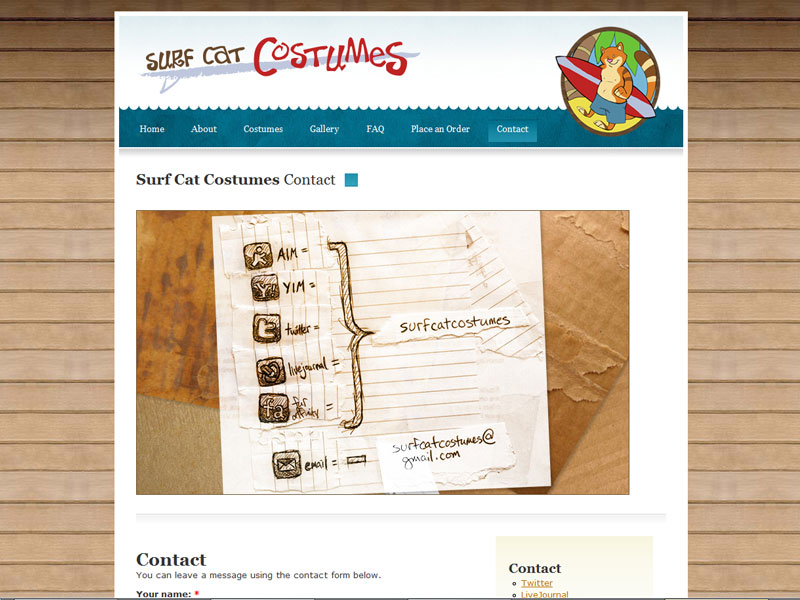 Surf Cat Costumes
Home About Costumes Gallery FAQ Place an Order Contact
Surf Cat Costumes Contact
AIM =
YIM =
twitter =
livejournal =
fa fur affinity =
surfcatcostumes
email =
surfcatcostumes@
gmail.com
Contact
You can leave a message using the contact form below.
Your name: *
Contact
Twitter
LiveJournal